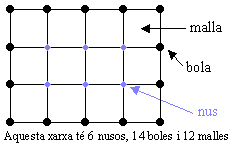 malla
bola
nus
Aquesta xarxa té 6 nusos, 14 boles i 12 malles